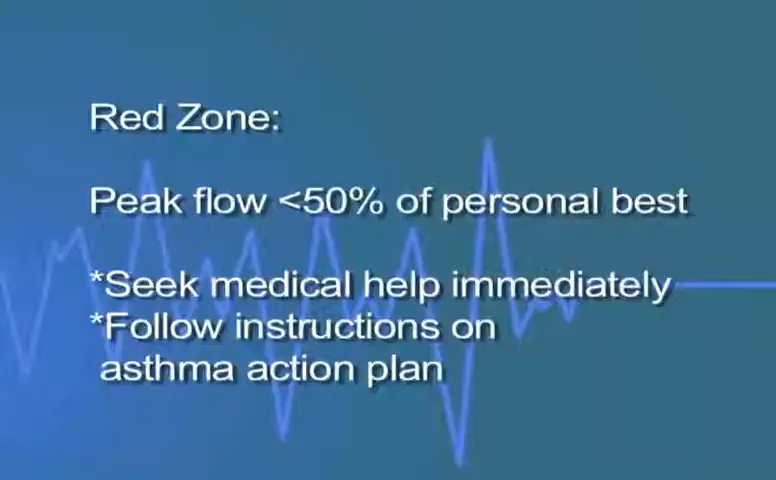 Red Zone:
Peak flow <50% of personal best
*Seek medical help immediately
*Follow instructions on
asthma action plan